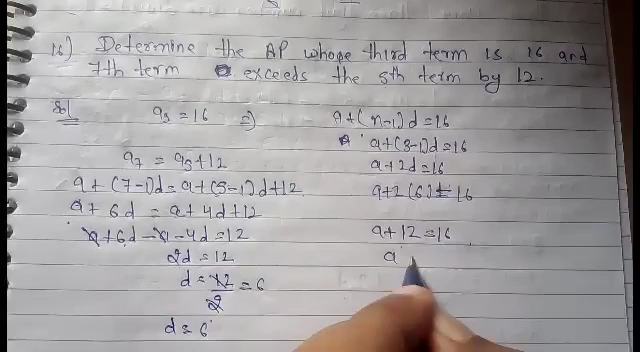 16) Determine the AP whose third term is 16 and
7th term exceeds the 5th term by 12.
Sol a3 = 16 ⇒) a+(n-1)d=16
a+(3-1)d=16
a7 = a5+12
a+2d=16
a+(7-1)d=a+(5-1)d+12
a+2(6)=16
a+6d = a+4d+12
a+6d-a-4d=12
a+12=16
2d = 12
a
d = 12/2 = 6
d = 6